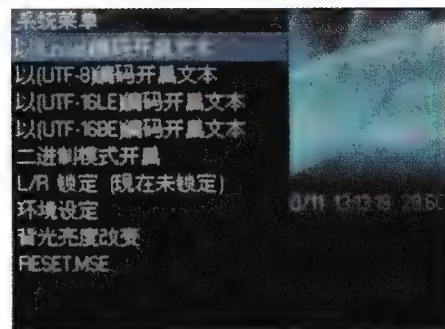 系统菜单
以(UTF-8)编码开启文本
以(UTF-16LE)编码开启文本
以(UTF-16BE)编码开启文本
二进制模式开启
L/R 锁定 (现在未锁定)
环境设定
背光亮度改变
RESET.MSE